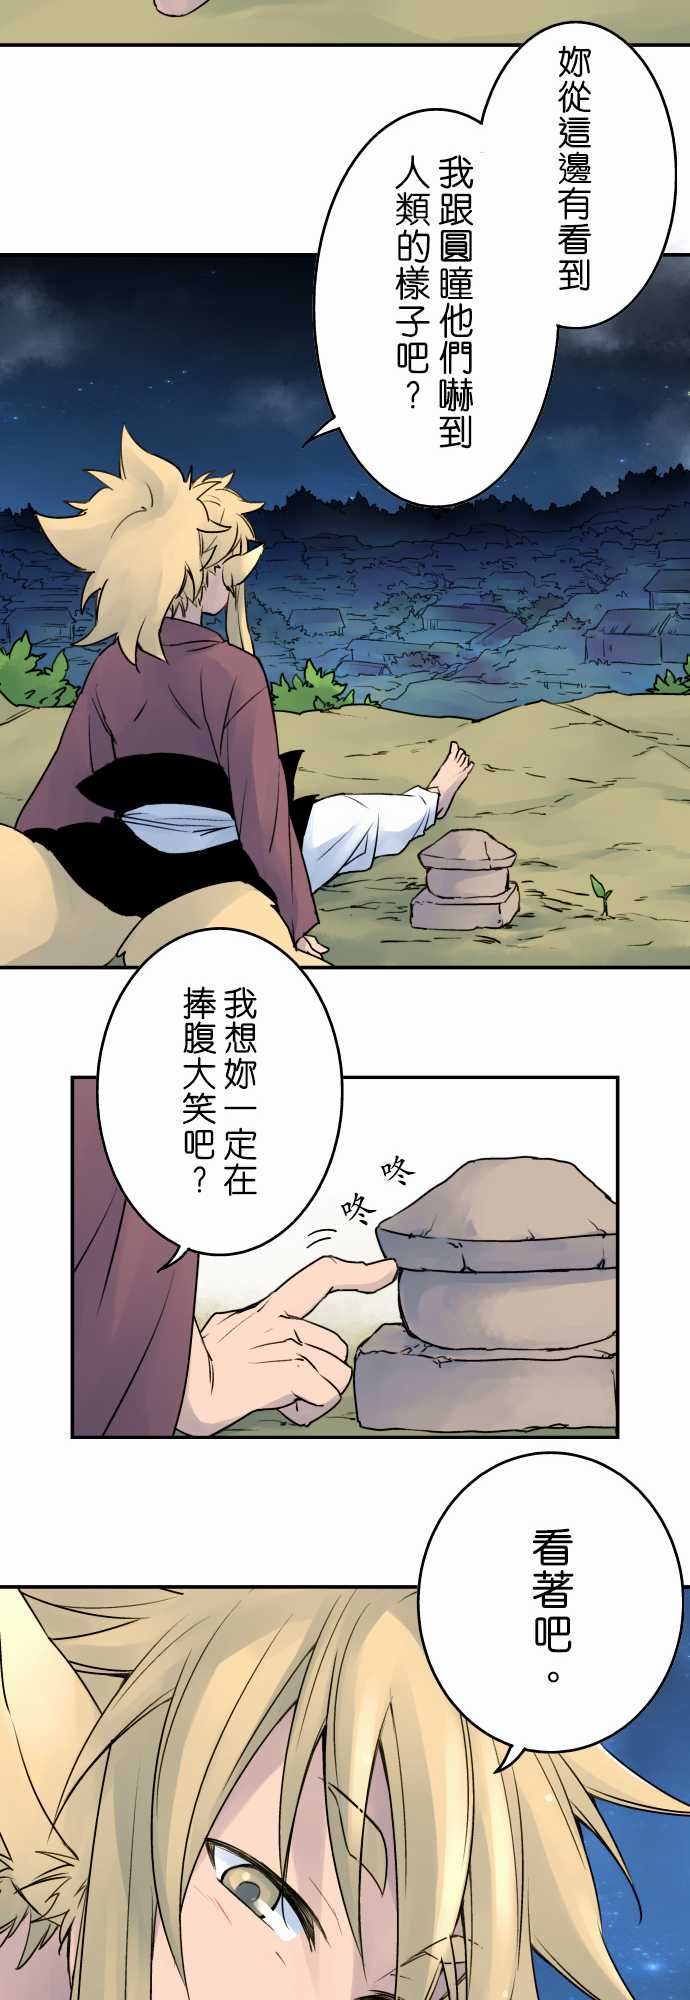 妳從這邊有看到
我跟圓瞳他們嚇到
人類的樣子吧？
我想妳一定在
捧腹大笑吧？
咚
咚
看著吧。